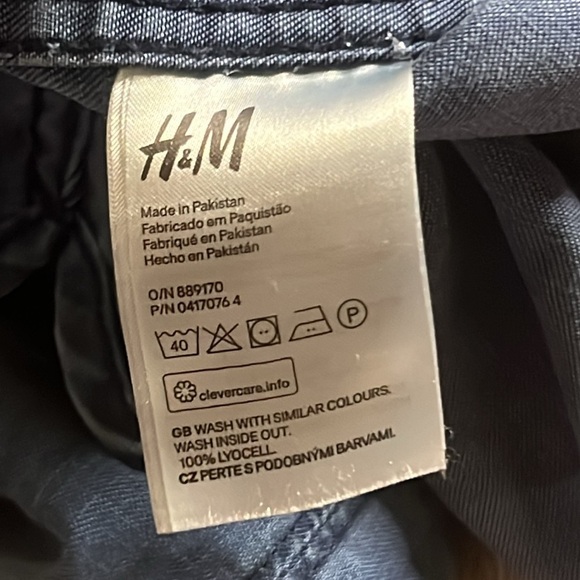 H&M
Made in Pakistan
Fabricado em Paquistão
Fabriqué en Pakistan
Hecho en Pakistán
O/N 889170
P/N 0417076 4
40 P
clevercare.info
GB WASH WITH SIMILAR COLOURS.
WASH INSIDE OUT.
100% LYOCELL.
CZ PERTE S PODOBNÝMI BARVAMI.